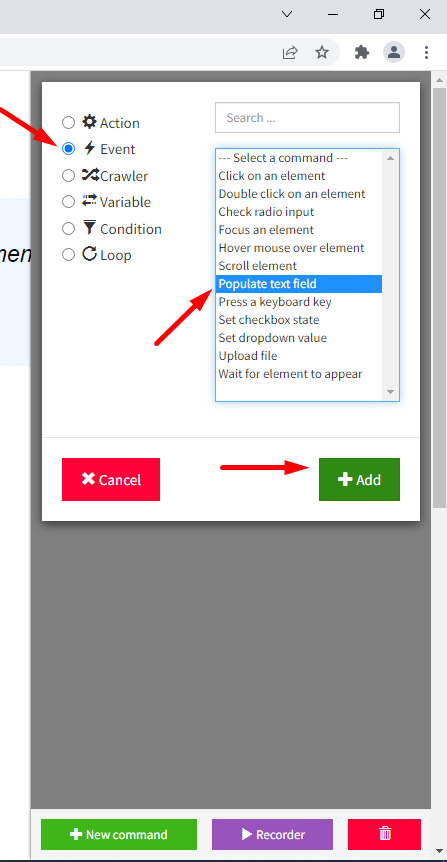 Action
Event
Crawler
Variable
Condition
Loop
Search ...
--- Select a command ---
Click on an element
Double click on an element
Check radio input
Focus an element
Hover mouse over element
Scroll element
Populate text field
Press a keyboard key
Set checkbox state
Set dropdown value
Upload file
Wait for element to appear
men
Cancel
Add
New command
Recorder